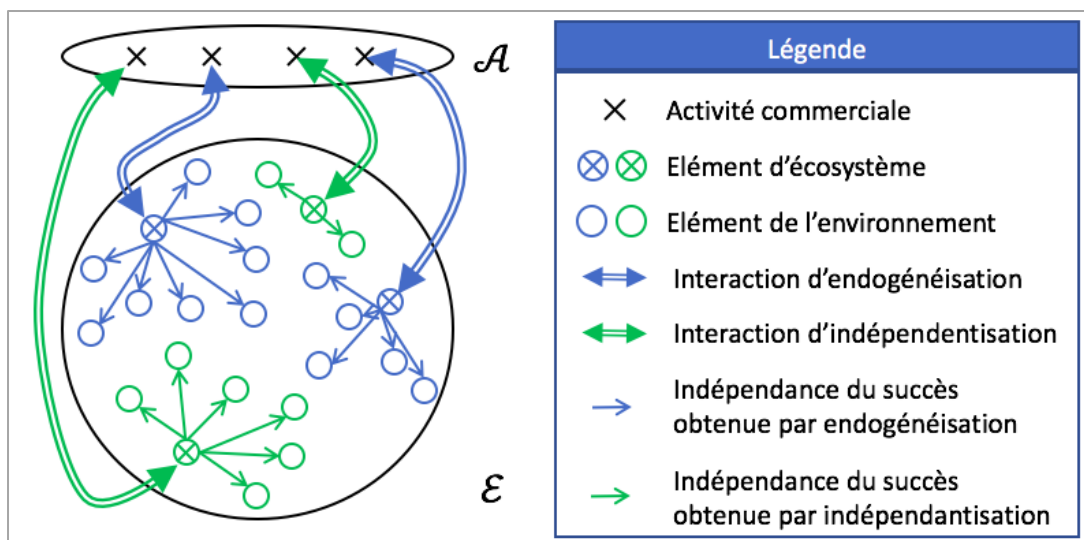 𝒜
ℰ
Légende
Activité commerciale
Elément d'écosystème
Elément de l'environnement
Interaction d'endogénéisation
Interaction d'indépendentisation
Indépendance du succès
obtenue par endogénéisation
Indépendance du succès
obtenue par indépendantisation